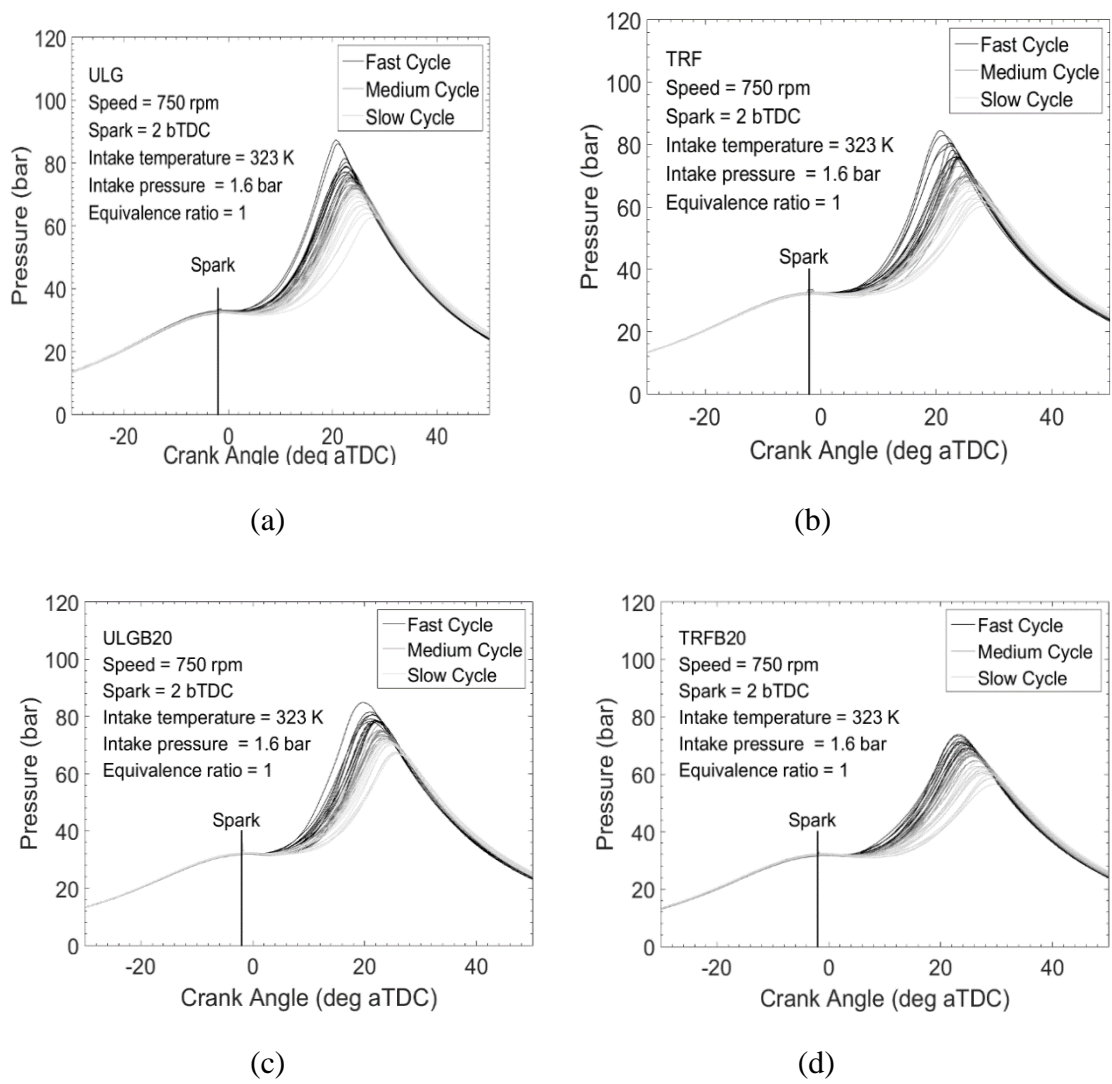 120
100
80
60
40
20
0
Pressure (bar)
ULG
Speed = 750 rpm
Spark = 2 bTDC
Intake temperature = 323 K
Intake pressure = 1.6 bar
Equivalence ratio = 1
Fast Cycle
Medium Cycle
Slow Cycle
Spark
-20 0 20 40
Crank Angle (deg aTDC)
(a)
120
100
80
60
40
20
0
Pressure (bar)
TRF
Speed = 750 rpm
Spark = 2 bTDC
Intake temperature = 323 K
Intake pressure = 1.6 bar
Equivalence ratio = 1
Fast Cycle
Medium Cycle
Slow Cycle
Spark
-20 0 20 40
Crank Angle (deg aTDC)
(b)
120
100
80
60
40
20
0
Pressure (bar)
ULGB20
Speed = 750 rpm
Spark = 2 bTDC
Intake temperature = 323 K
Intake pressure = 1.6 bar
Equivalence ratio = 1
Fast Cycle
Medium Cycle
Slow Cycle
Spark
-20 0 20 40
Crank Angle (deg aTDC)
(c)
120
100
80
60
40
20
0
Pressure (bar)
TRFB20
Speed = 750 rpm
Spark = 2 bTDC
Intake temperature = 323 K
Intake pressure = 1.6 bar
Equivalence ratio = 1
Fast Cycle
Medium Cycle
Slow Cycle
Spark
-20 0 20 40
Crank Angle (deg aTDC)
(d)